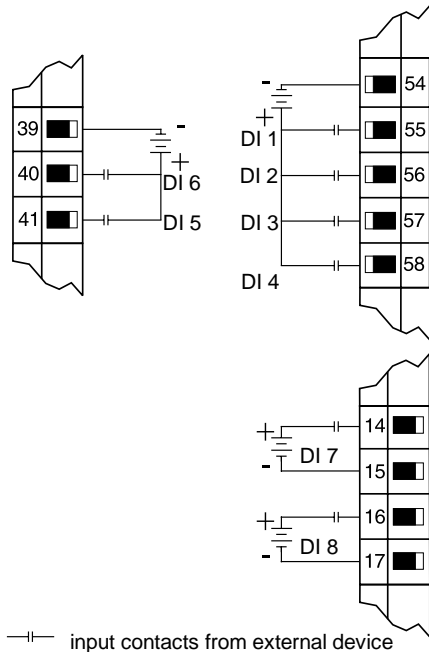 39
-
40
+
DI 6
41
DI 5
-
54
+
DI 1
55
DI 2
56
DI 3
57
DI 4
58
+
14
DI 7
-
15
+
16
DI 8
-
17
input contacts from external device